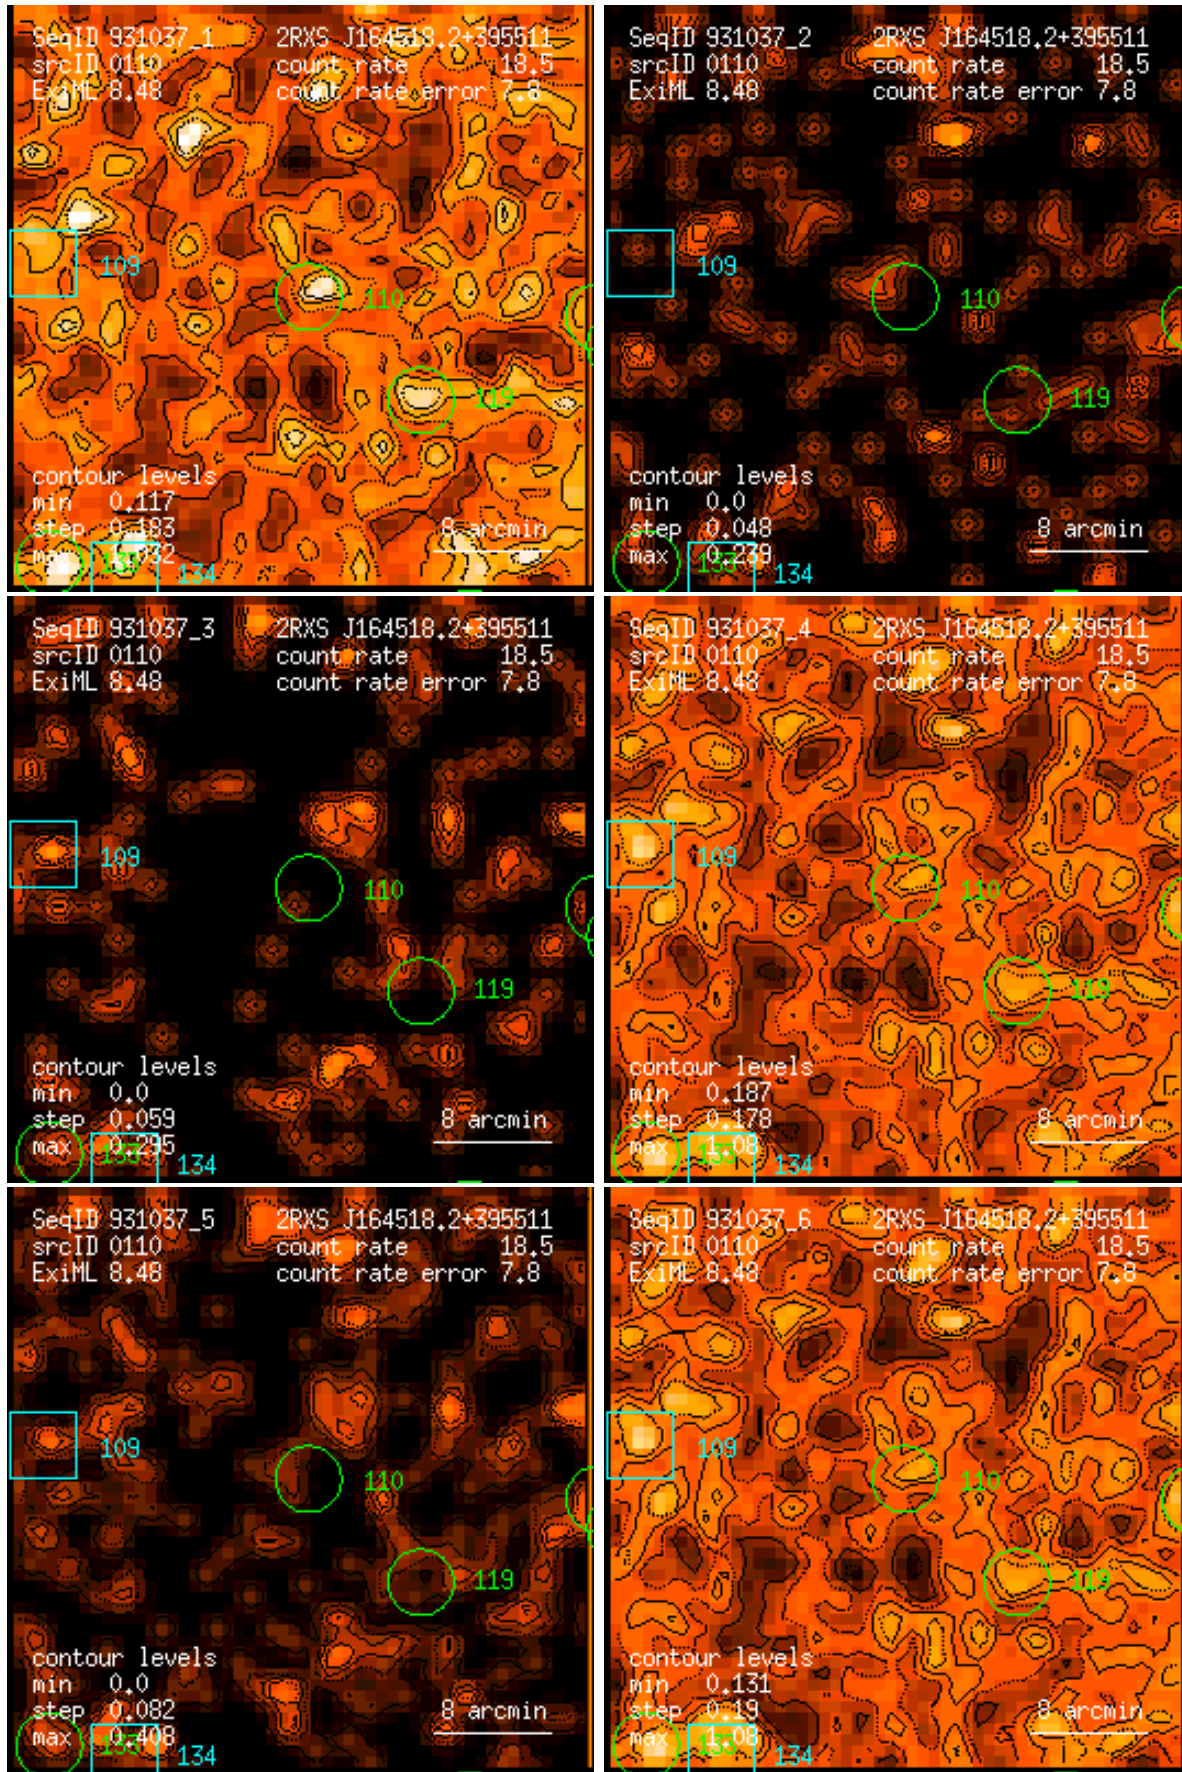 SeqID 931037_1 2RXS J164518.2+395511
srcID 0110 count rate 18.5
ExiML 8.48 count rate error 7.8
109
110
119
contour levels
min 0.117
step 0.183
max
8 arcmin
134
SeqID 931037_2 2RXS J164518.2+395511
srcID 0110 count rate 18.5
ExiML 8.48 count rate error 7.8
109
110
119
contour levels
min 0.0
step 0.048
max 0.239
8 arcmin
134
SeqID 931037_3 2RXS J164518.2+395511
srcID 0110 count rate 18.5
ExiML 8.48 count rate error 7.8
109
110
119
contour levels
min 0.0
step 0.059
max 0.295
8 arcmin
134
SeqID 931037_4 2RXS J164518.2+395511
srcID 0110 count rate 18.5
ExiML 8.48 count rate error 7.8
109
110
119
contour levels
min 0.187
step 0.178
max 1.08
8 arcmin
134
SeqID 931037_5 2RXS J164518.2+395511
srcID 0110 count rate 18.5
ExiML 8.48 count rate error 7.8
109
110
119
contour levels
min 0.0
step 0.082
max 0.408
8 arcmin
134
SeqID 931037_6 2RXS J164518.2+395511
srcID 0110 count rate 18.5
ExiML 8.48 count rate error 7.8
109
110
119
contour levels
min 0.131
step 0.19
max 1.08
8 arcmin
134